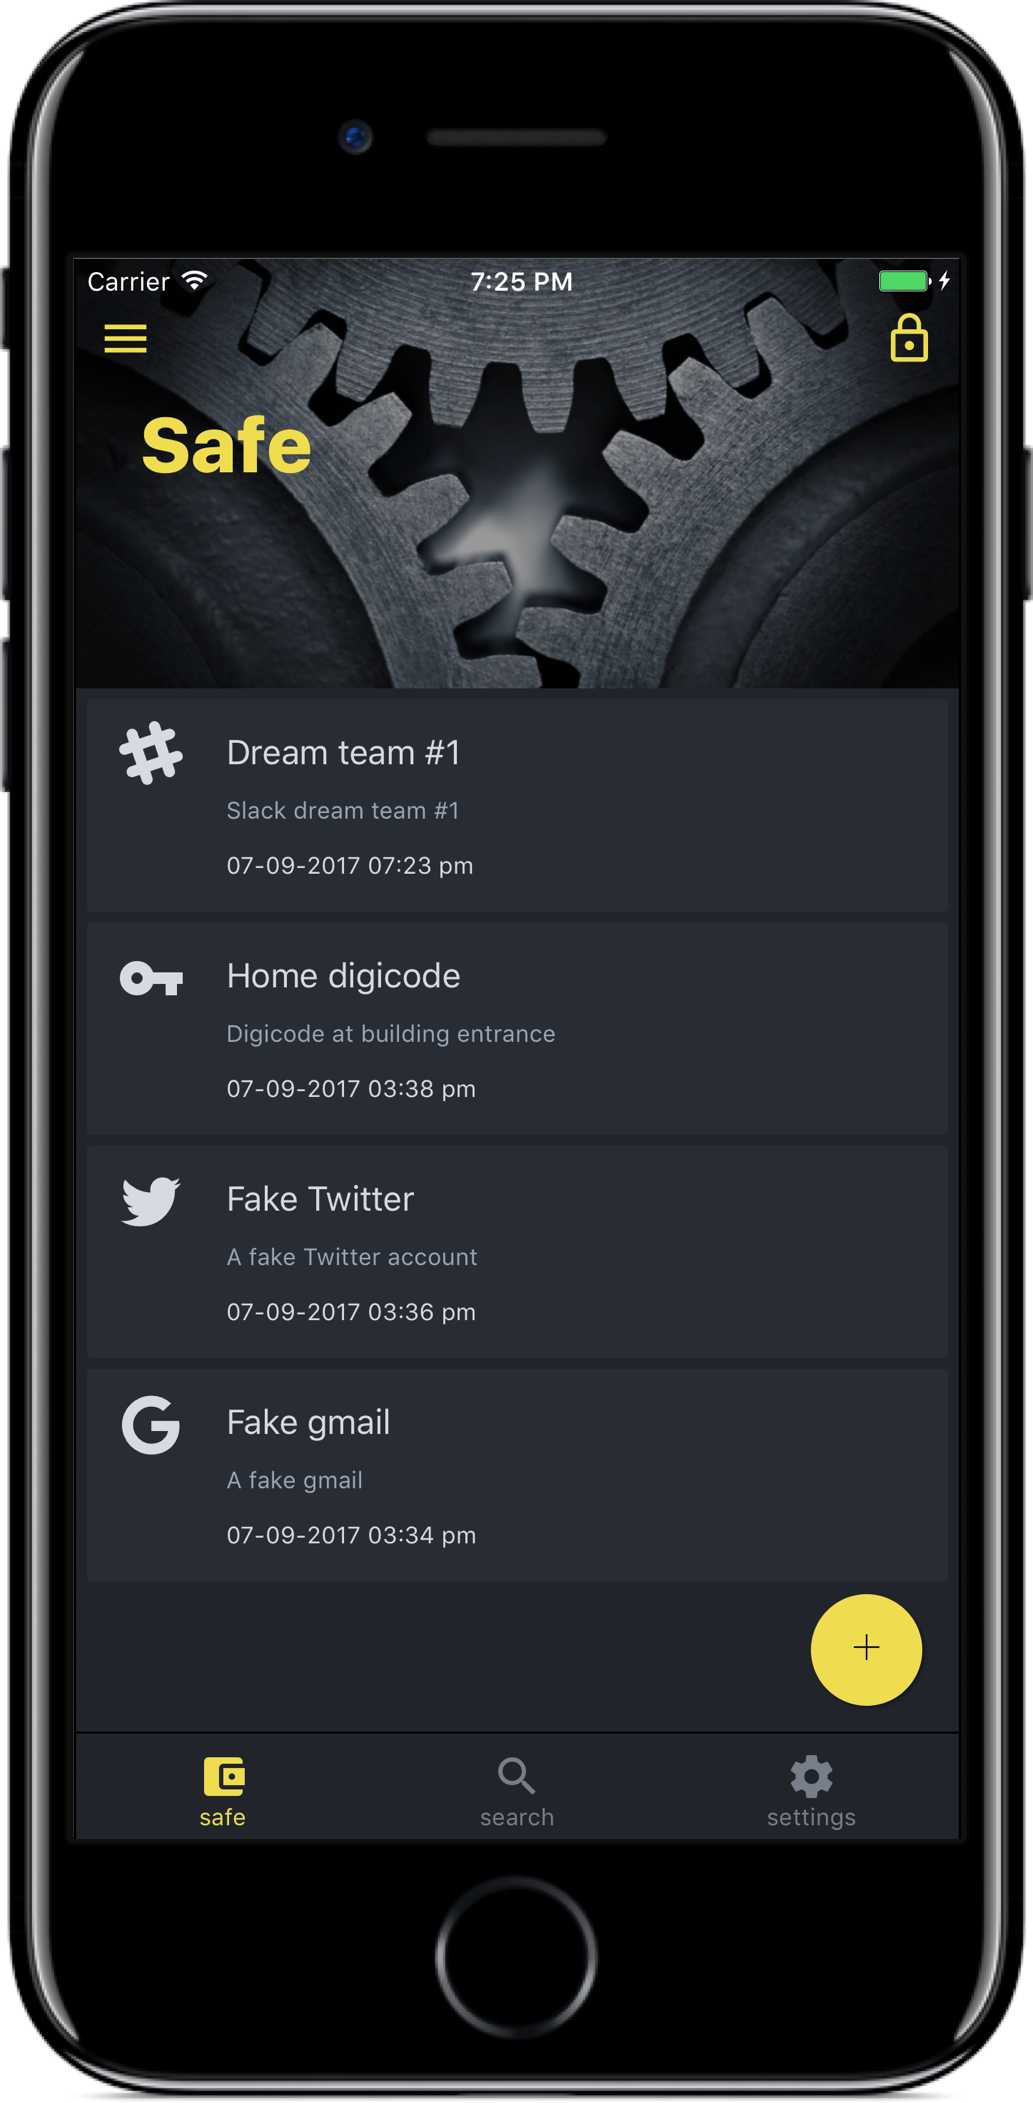 Carrier 7:25 PM
Safe
Dream team #1
Slack dream team #1
07-09-2017 07:23 pm
Home digicode
Digicode at building entrance
07-09-2017 03:38 pm
Fake Twitter
A fake Twitter account
07-09-2017 03:36 pm
Fake gmail
A fake gmail
07-09-2017 03:34 pm
safe search settings